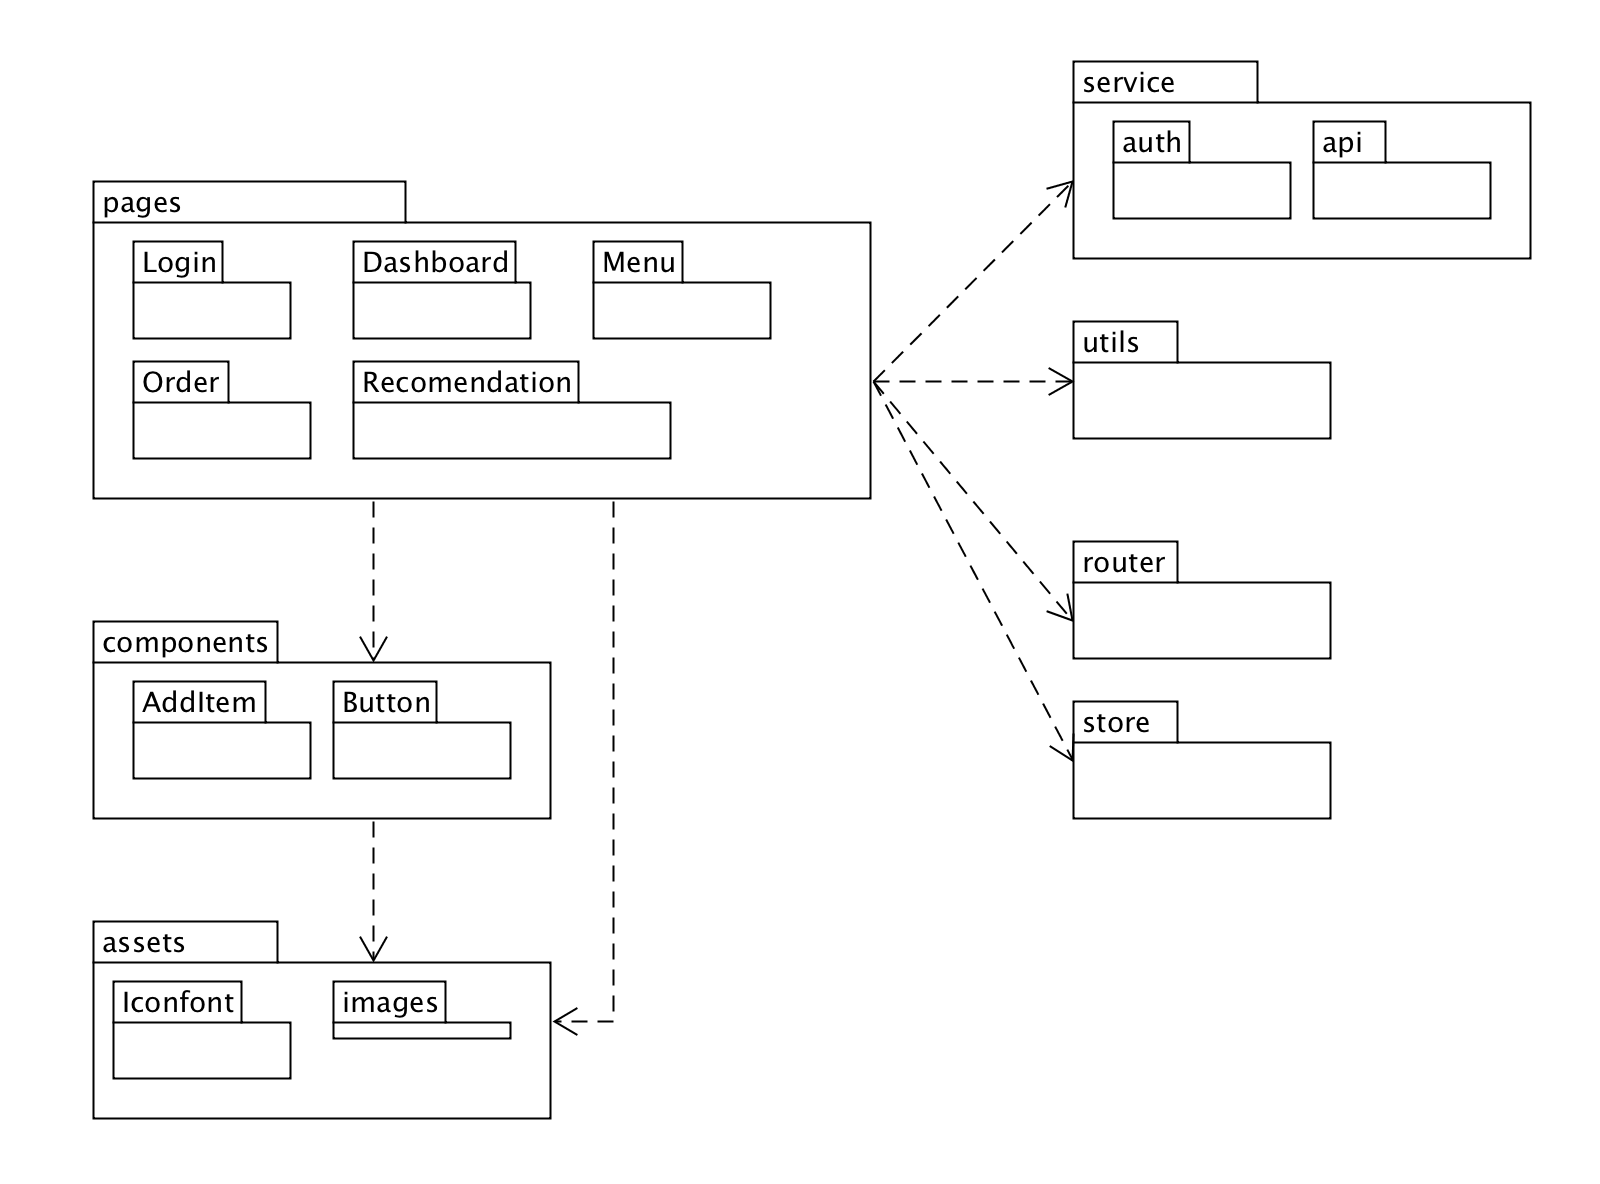 service
auth
api
pages
Login
Dashboard
Menu
Order
Recomendation
utils
router
components
AddItem
Button
store
assets
Iconfont
images